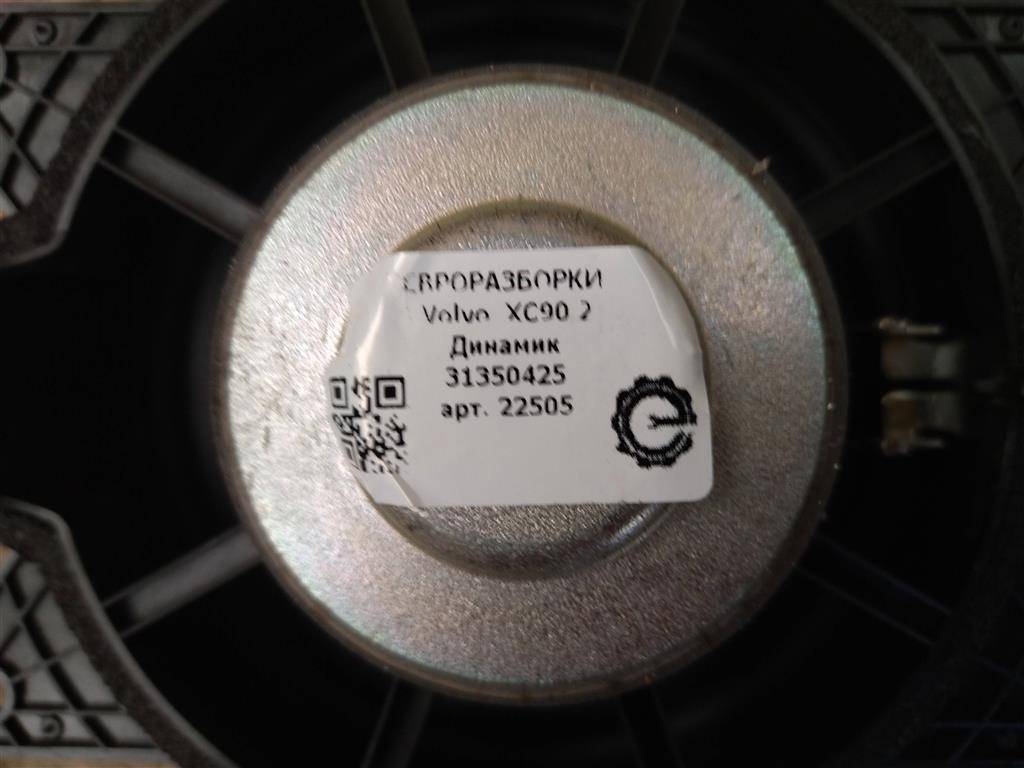 ЕВРОРАЗБОРКИ
Volvo XC90 2
Динамик
31350425
арт. 22505